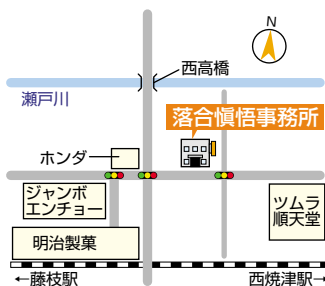 N
西高橋
瀬戸川
落合愼悟事務所
ホンダ
ジャンボ
エンチョー
ツムラ
順天堂
明治製菓
←藤枝駅
西焼津駅→